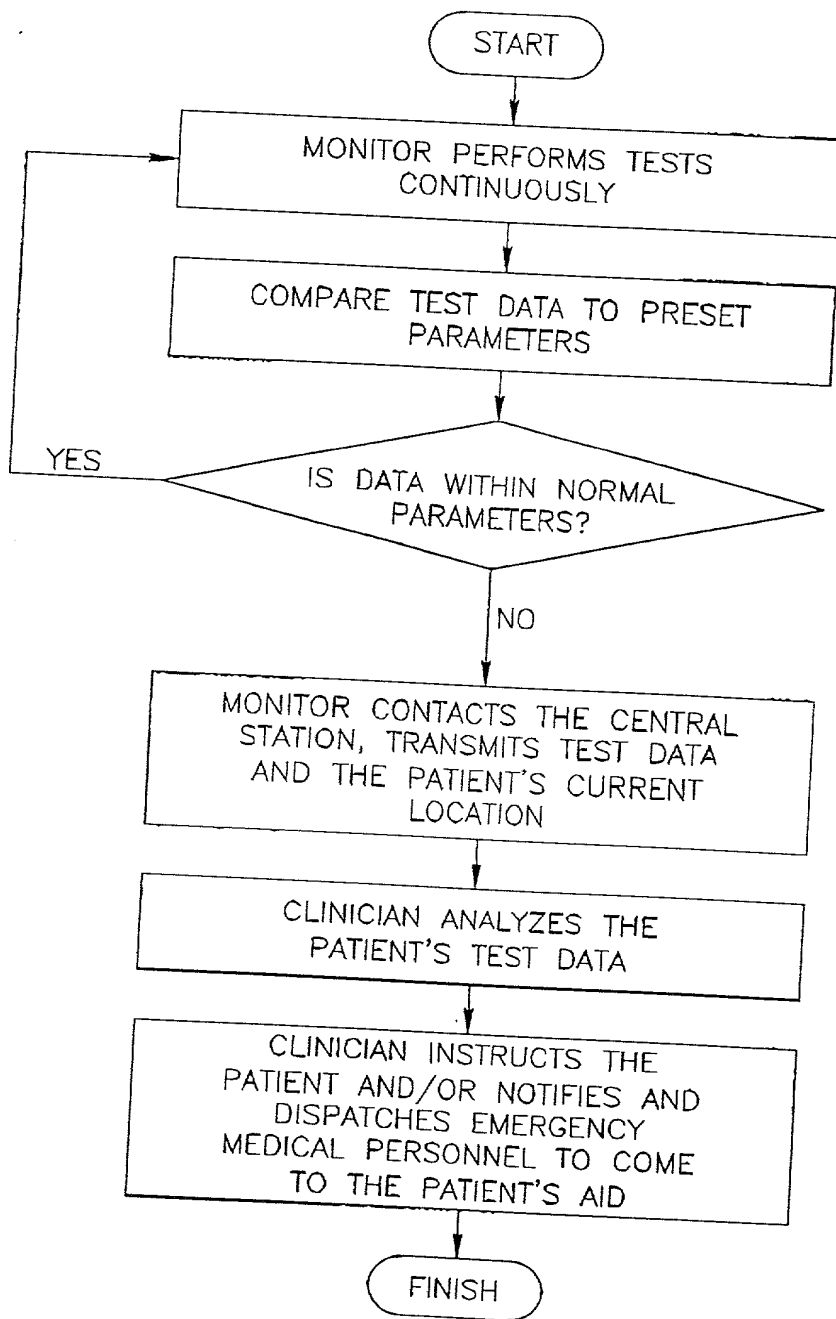 START
MONITOR PERFORMS TESTS
CONTINUOUSLY
COMPARE TEST DATA TO PRESET
PARAMETERS
IS DATA WITHIN NORMAL
PARAMETERS?
YES
NO
MONITOR CONTACTS THE CENTRAL
STATION, TRANSMITS TEST DATA
AND THE PATIENT'S CURRENT
LOCATION
CLINICIAN ANALYZES THE
PATIENT'S TEST DATA
CLINICIAN INSTRUCTS THE
PATIENT AND/OR NOTIFIES AND
DISPATCHES EMERGENCY
MEDICAL PERSONNEL TO COME
TO THE PATIENT'S AID
FINISH